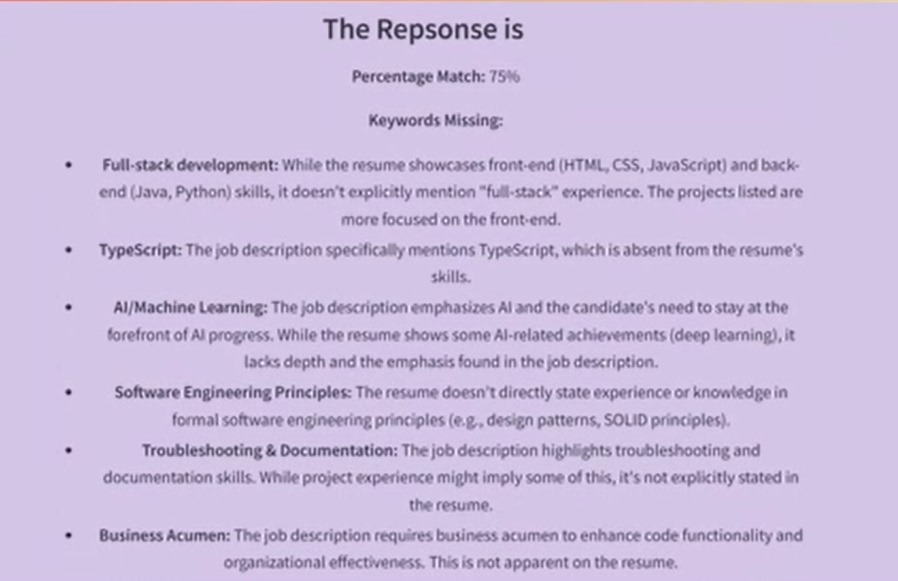 The Repsonse is
Percentage Match: 75%
Keywords Missing:
• Full-stack development: While the resume showcases front-end (HTML, CSS, JavaScript) and back-
end (Java, Python) skills, it doesn't explicitly mention "full-stack" experience. The projects listed are
more focused on the front-end.
• TypeScript: The job description specifically mentions TypeScript, which is absent from the resume's
skills.
• AI/Machine Learning: The job description emphasizes AI and the candidate's need to stay at the
forefront of AI progress. While the resume shows some AI-related achievements (deep learning), it
lacks depth and the emphasis found in the job description.
• Software Engineering Principles: The resume doesn't directly state experience or knowledge in
formal software engineering principles (e.g., design patterns, SOLID principles).
• Troubleshooting & Documentation: The job description highlights troubleshooting and
documentation skills. While project experience might imply some of this, it's not explicitly stated in
the resume.
• Business Acumen: The job description requires business acumen to enhance code functionality and
organizational effectiveness. This is not apparent on the resume.